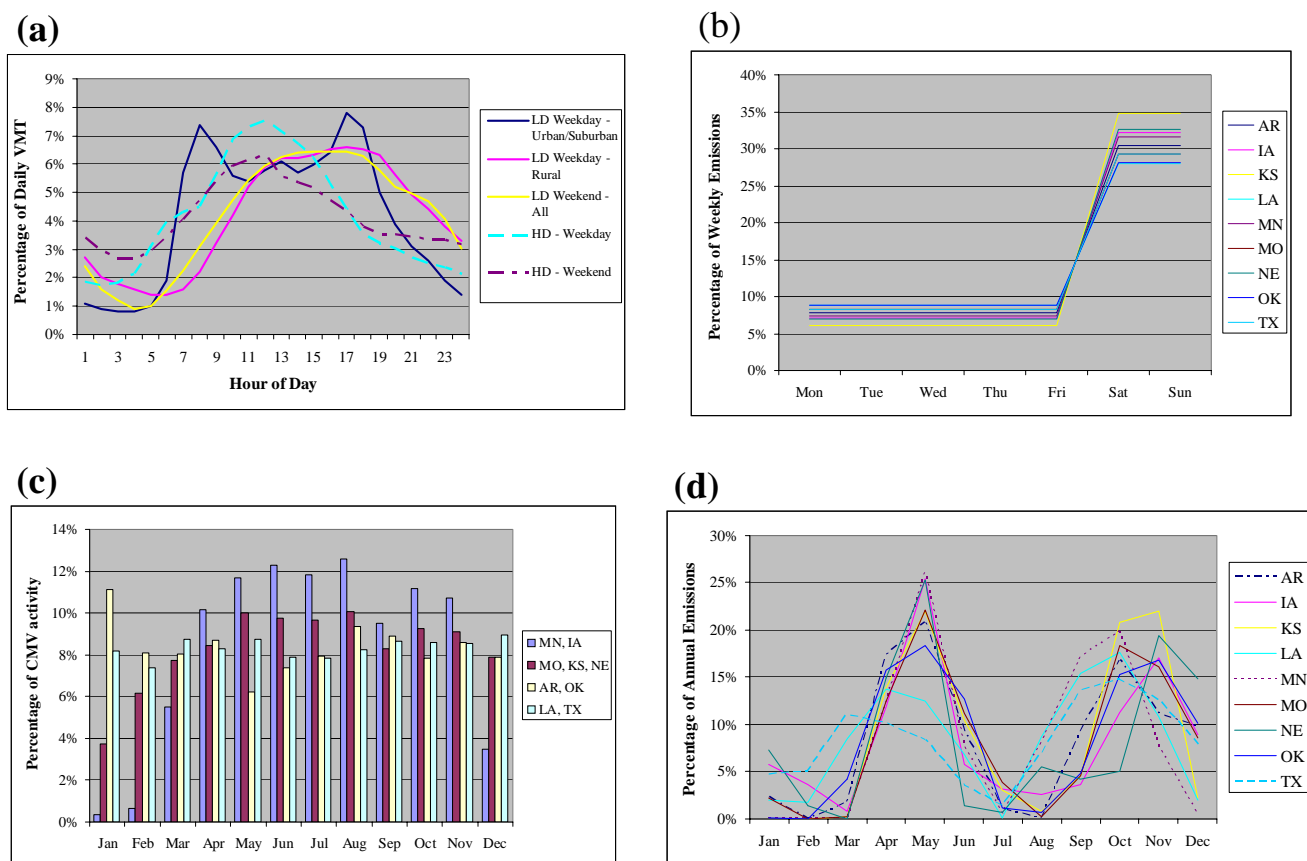 (a)
9%
8%
7%
6%
5%
4%
3%
2%
1%
0%
Percentage of Daily VMT
1 3 5 7 9 11 13 15 17 19 21 23
Hour of Day
LD Weekday -
Urban/Suburban
LD Weekday -
Rural
LD Weekend -
All
HD - Weekday
HD - Weekend
(b)
40%
35%
30%
25%
20%
15%
10%
5%
0%
Percentage of Weekly Emissions
Mon Tue Wed Thu Fri Sat Sun
AR
IA
KS
LA
MN
MO
NE
OK
TX
(c)
14%
12%
10%
8%
6%
4%
2%
0%
Percentage of CMV activity
Jan Feb Mar Apr May Jun Jul Aug Sep Oct Nov Dec
MN, IA
MO, KS, NE
AR, OK
LA, TX
(d)
30%
25%
20%
15%
10%
5%
0%
Percentage of Annual Emissions
Jan Feb Mar Apr May Jun Jul Aug Sep Oct Nov Dec
AR
IA
KS
LA
MN
MO
NE
OK
TX